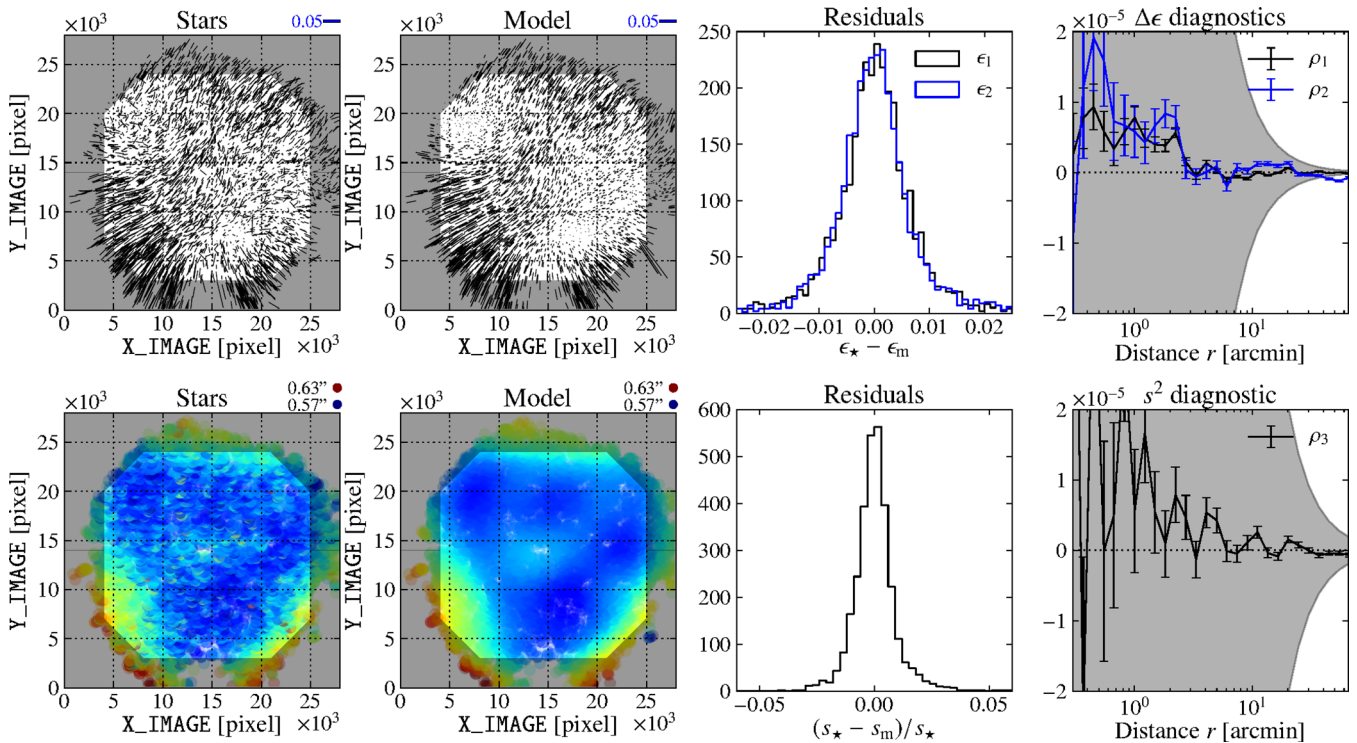 ×10³ Stars 0.05
25
20
15
10
5
0
Y_IMAGE [pixel]
0 5 10 15 20 25
X_IMAGE [pixel] ×10³
×10³ Model 0.05
25
20
15
10
5
0
Y_IMAGE [pixel]
0 5 10 15 20 25
X_IMAGE [pixel] ×10³
Residuals
250
200
150
100
50
0
ϵ₁
ϵ₂
-0.02 -0.01 0.00 0.01 0.02
ϵ⋆ − ϵm
Δϵ diagnostics
×10⁻⁵
2
1
0
−1
−2
ρ₁
ρ₂
10⁰ 10¹
Distance r [arcmin]
×10³ Stars 0.63”
0.57”
25
20
15
10
5
0
Y_IMAGE [pixel]
0 5 10 15 20 25
X_IMAGE [pixel] ×10³
×10³ Model 0.63”
0.57”
25
20
15
10
5
0
Y_IMAGE [pixel]
0 5 10 15 20 25
X_IMAGE [pixel] ×10³
Residuals
600
500
400
300
200
100
0
-0.05 0.00 0.05
(s⋆ − sm)/s⋆
s² diagnostic
×10⁻⁵
2
1
0
−1
−2
ρ₃
10⁰ 10¹
Distance r [arcmin]